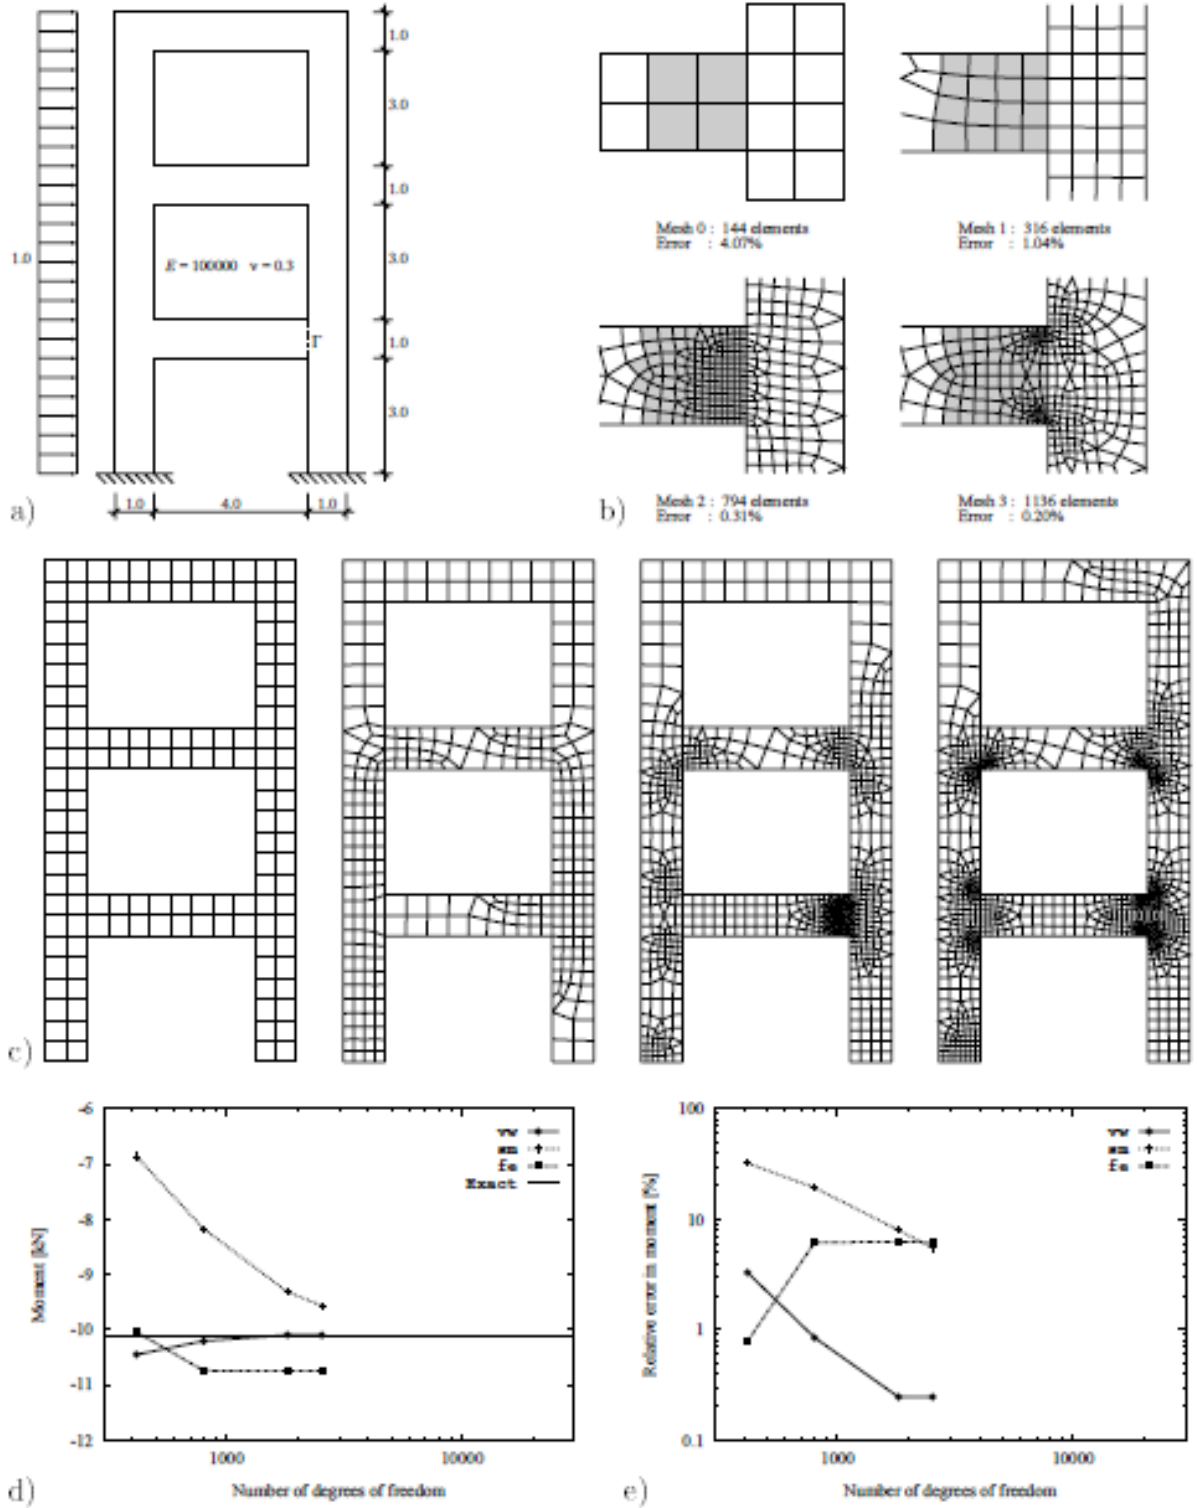 1.0
3.0
1.0
3.0
1.0
3.0
1.0
E = 100000 ν = 0.3
Γ
1.0 4.0 1.0
a)
Mesh 0 : 144 elements
Error : 4.07%
Mesh 1 : 316 elements
Error : 1.04%
Mesh 2 : 794 elements
Error : 0.31%
Mesh 3 : 1136 elements
Error : 0.20%
b)
c)
-6
-7
-8
-9
-10
-11
-12
Moment [kN]
vw
sm
fe
Exact
1000 10000
Number of degrees of freedom
d)
100
10
1
0.1
Relative error in moment [%]
vw
sm
fe
1000 10000
Number of degrees of freedom
e)